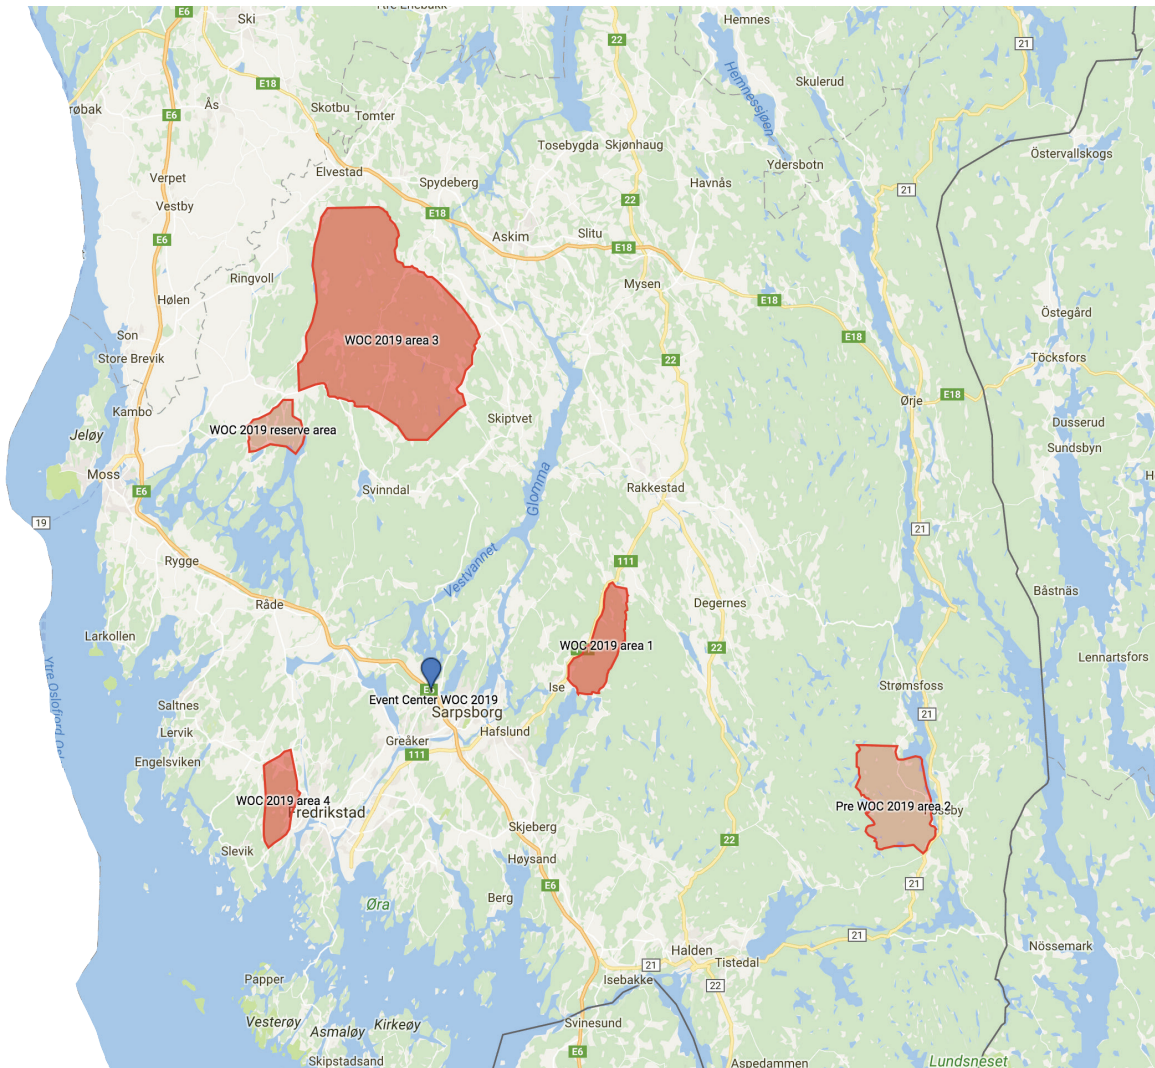 Ytre Enebakk
E6
Ski
Hemnes
22
21
E18
Hemnessjøen
Skulerud
Ås
Skotbu
Tomter
E6
Tosebygda
Skjønhaug
Østervallskogs
Ydersbotn
Elvestad
Verpet
Spydeberg
Havnås
21
Vestby
22
E18
Slitu
Askim
E18
E6
Ringvoll
Mysen
Hølen
E18
Østegård
Son
WOC 2019 area 3
E18
Store Brevik
22
Töcksfors
E18
Ørje
Kambo
Skiptvet
Dusserud
WOC 2019 reserve area
Jeløy
Sundsbyn
Moss
E6
Svinndal
Glomma
Rakkestad
19
21
Vestvannet
Rygge
111
Råde
Degernes
Båstnäs
Larkollen
WOC 2019 area 1
22
Lennartsfors
Ytre Oslofjord
Ise
Strømsfoss
E6
Event Center WOC 2019
Saltnes
Sarpsborg
21
Lervik
Hafslund
Greåker
111
Engelsviken
WOC 2019 area 4
Fredrikstad
Pre WOC 2019 area 2
Skjeberg
22
Slevik
Høysand
E6
21
Berg
Øra
21
Halden
Nössemark
21
Tistedal
Papper
Isebakke
22
Vesterøy
Asmaløy
Kirkeøy
Svinesund
E6
Skipstadsand
Aspedammen
Lundsneset